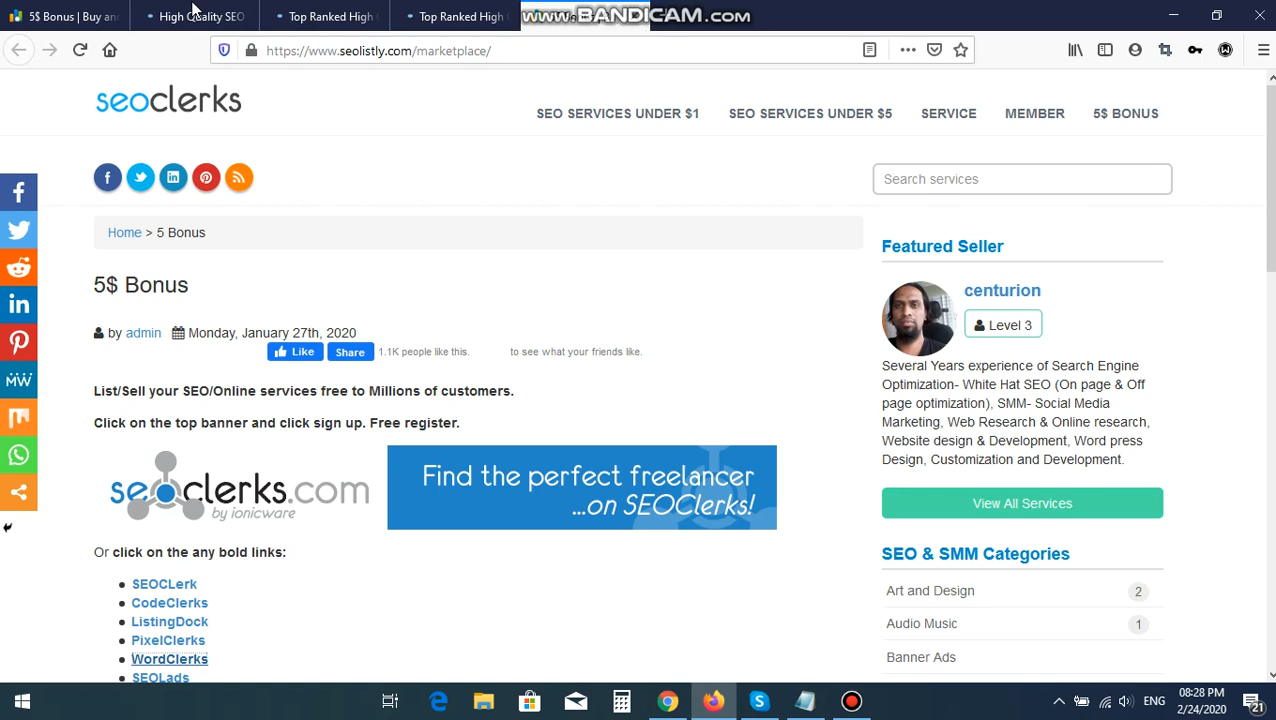 5$ Bonus | Buy and
High Quality SEO
Top Ranked High
Top Ranked High
www.BANDICAM.com
https://www.seolistly.com/marketplace/
seoclerks
SEO SERVICES UNDER $1
SEO SERVICES UNDER $5
SERVICE
MEMBER
5$ BONUS
Search services
Home > 5 Bonus
5$ Bonus
by admin Monday, January 27th, 2020
Like Share 1.1K people like this. to see what your friends like.
List/Sell your SEO/Online services free to Millions of customers.
Click on the top banner and click sign up. Free register.
seoclerks.com
by ionicware
Find the perfect freelancer
...on SEOClerks!
Or click on the any bold links:
SEOCLerk
CodeClerks
ListingDock
PixelClerks
WordClerks
SEOLads
Featured Seller
centurion
Level 3
Several Years experience of Search Engine
Optimization- White Hat SEO (On page & Off
page optimization), SMM- Social Media
Marketing, Web Research & Online research,
Website design & Development, Word press
Design, Customization and Development.
View All Services
SEO & SMM Categories
Art and Design 2
Audio Music 1
Banner Ads
ENG
08:28 PM
2/24/2020
21